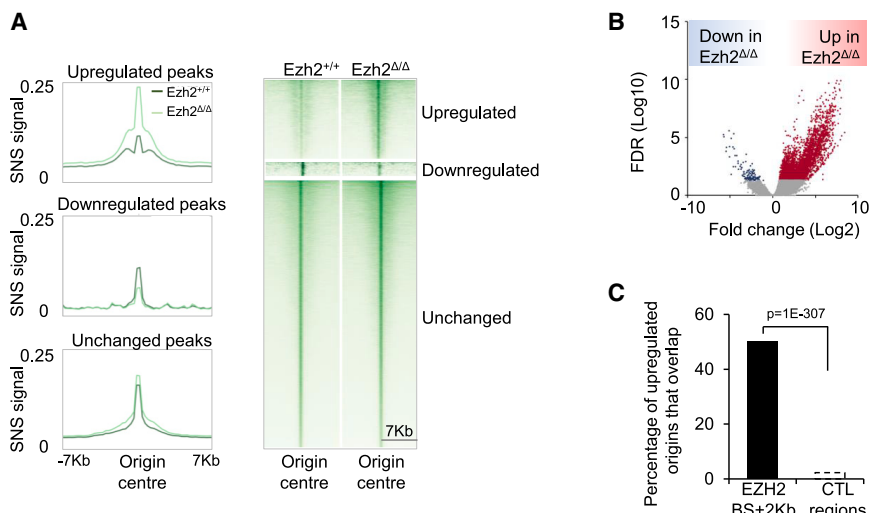 A
Upregulated peaks
0.25
Ezh2+/+
Ezh2Δ/Δ
SNS signal
0
Downregulated peaks
0.25
SNS signal
0
Unchanged peaks
0.25
SNS signal
0
-7Kb Origin centre 7Kb
Ezh2+/+ Ezh2Δ/Δ
Upregulated
Downregulated
Unchanged
7Kb
Origin centre Origin centre
B
Down in Ezh2Δ/Δ
Up in Ezh2Δ/Δ
15
10
5
0
FDR (Log10)
-10 0 10
Fold change (Log2)
C
p=1E-307
60
40
20
0
Percentage of upregulated
origins that overlap
EZH2 CTL
BS+2Kb regions